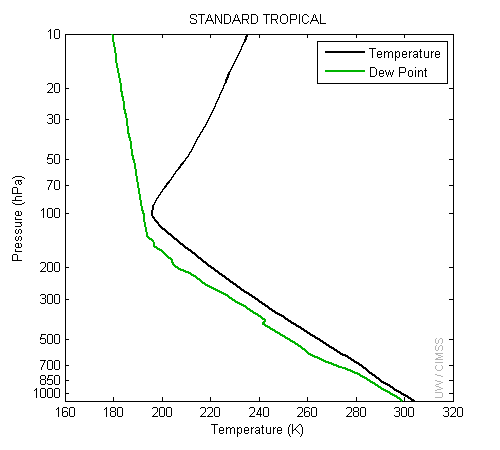 STANDARD TROPICAL
10
20
30
50
70
100
200
300
500
700
850
1000
Pressure (hPa)
Temperature
Dew Point
UW / CIMSS
160 180 200 220 240 260 280 300 320
Temperature (K)